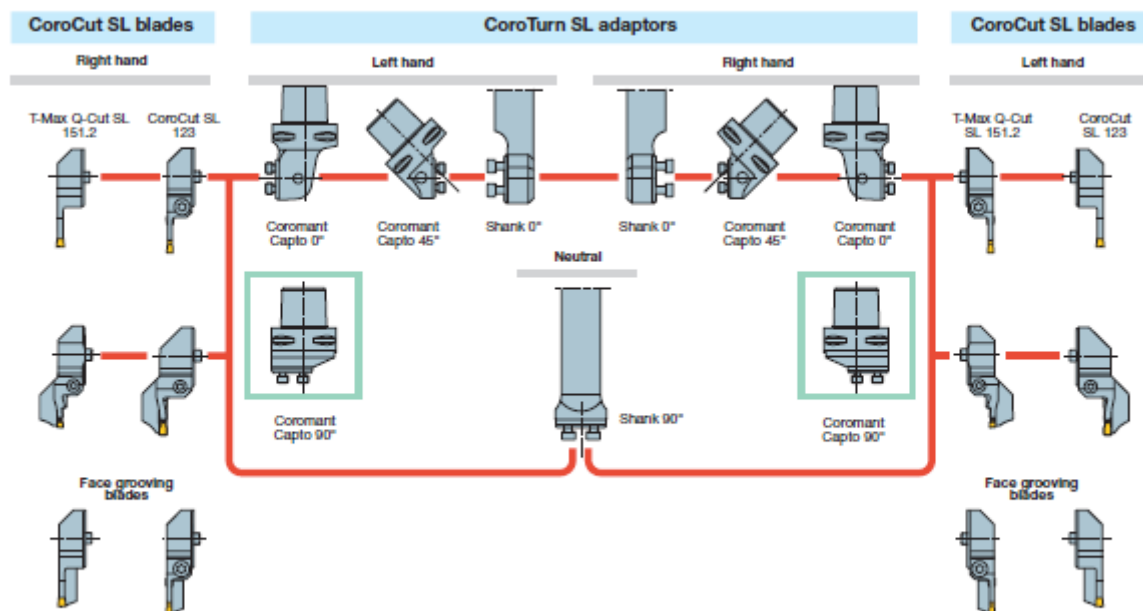 CoroCut SL blades
CoroTurn SL adaptors
CoroCut SL blades
Right hand
Left hand
Right hand
Left hand
T-Max Q-Cut SL
151.2
CoroCut SL
123
T-Max Q-Cut
SL 151.2
CoroCut
SL 123
Coromant
Capto 0°
Coromant
Capto 45°
Shank 0°
Shank 0°
Coromant
Capto 45°
Coromant
Capto 0°
Neutral
Coromant
Capto 90°
Shank 90°
Coromant
Capto 90°
Face grooving
blades
Face grooving
blades